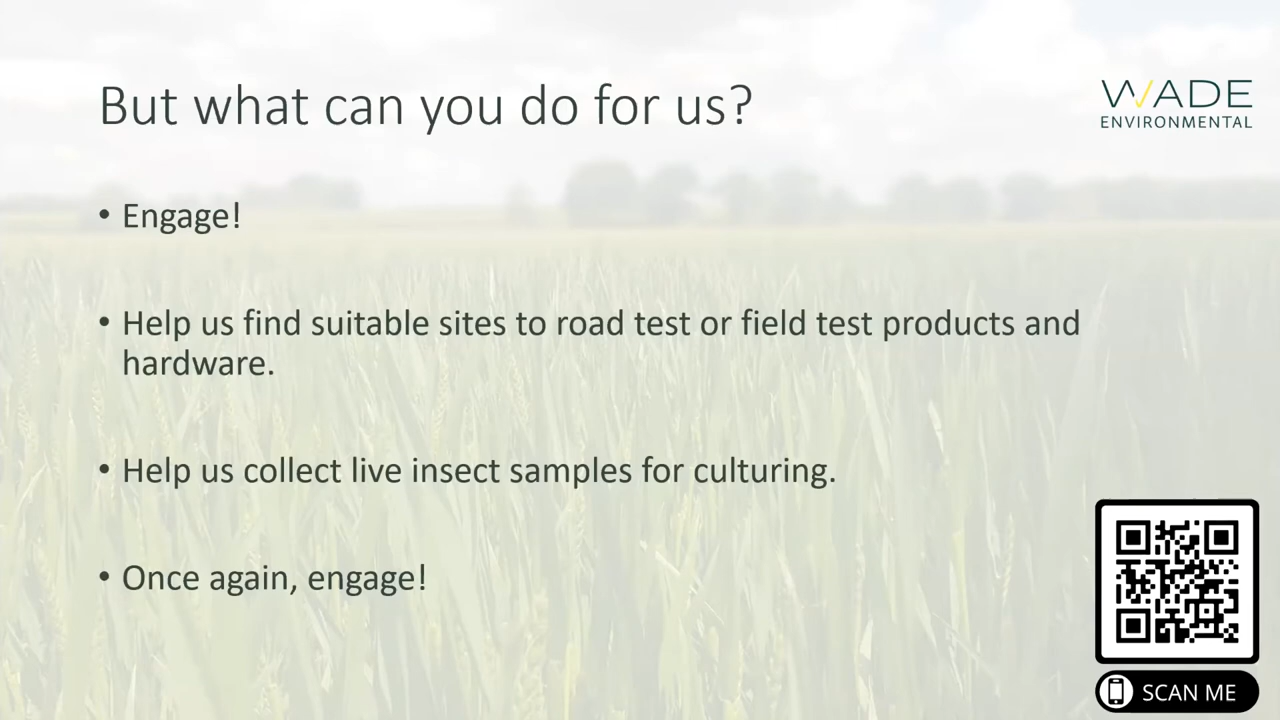 But what can you do for us?
WADE
ENVIRONMENTAL
• Engage!
• Help us find suitable sites to road test or field test products and
hardware.
• Help us collect live insect samples for culturing.
• Once again, engage!
SCAN ME